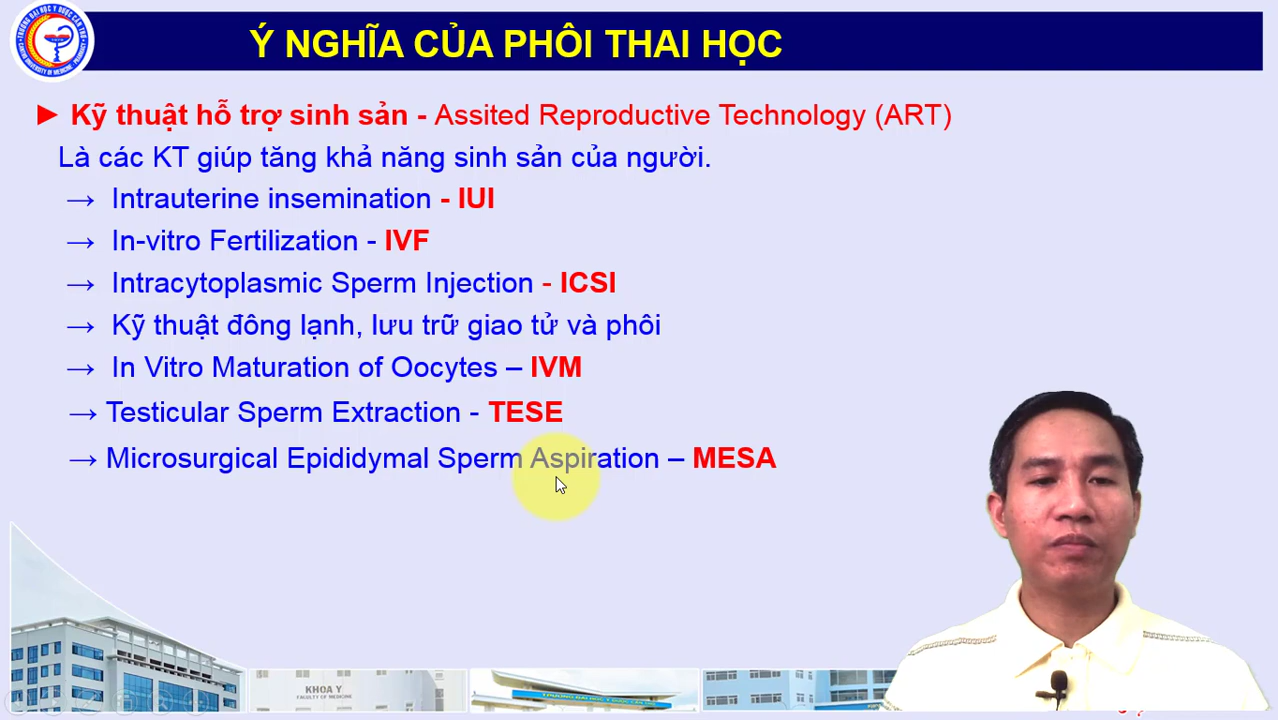 Ý NGHĨA CỦA PHÔI THAI HỌC
► Kỹ thuật hỗ trợ sinh sản - Assited Reproductive Technology (ART)
Là các KT giúp tăng khả năng sinh sản của người.
→ Intrauterine insemination - IUI
→ In-vitro Fertilization - IVF
→ Intracytoplasmic Sperm Injection - ICSI
→ Kỹ thuật đông lạnh, lưu trữ giao tử và phôi
→ In Vitro Maturation of Oocytes – IVM
→ Testicular Sperm Extraction - TESE
→ Microsurgical Epididymal Sperm Aspiration – MESA
KHOA Y
FACULTY OF MEDICINE